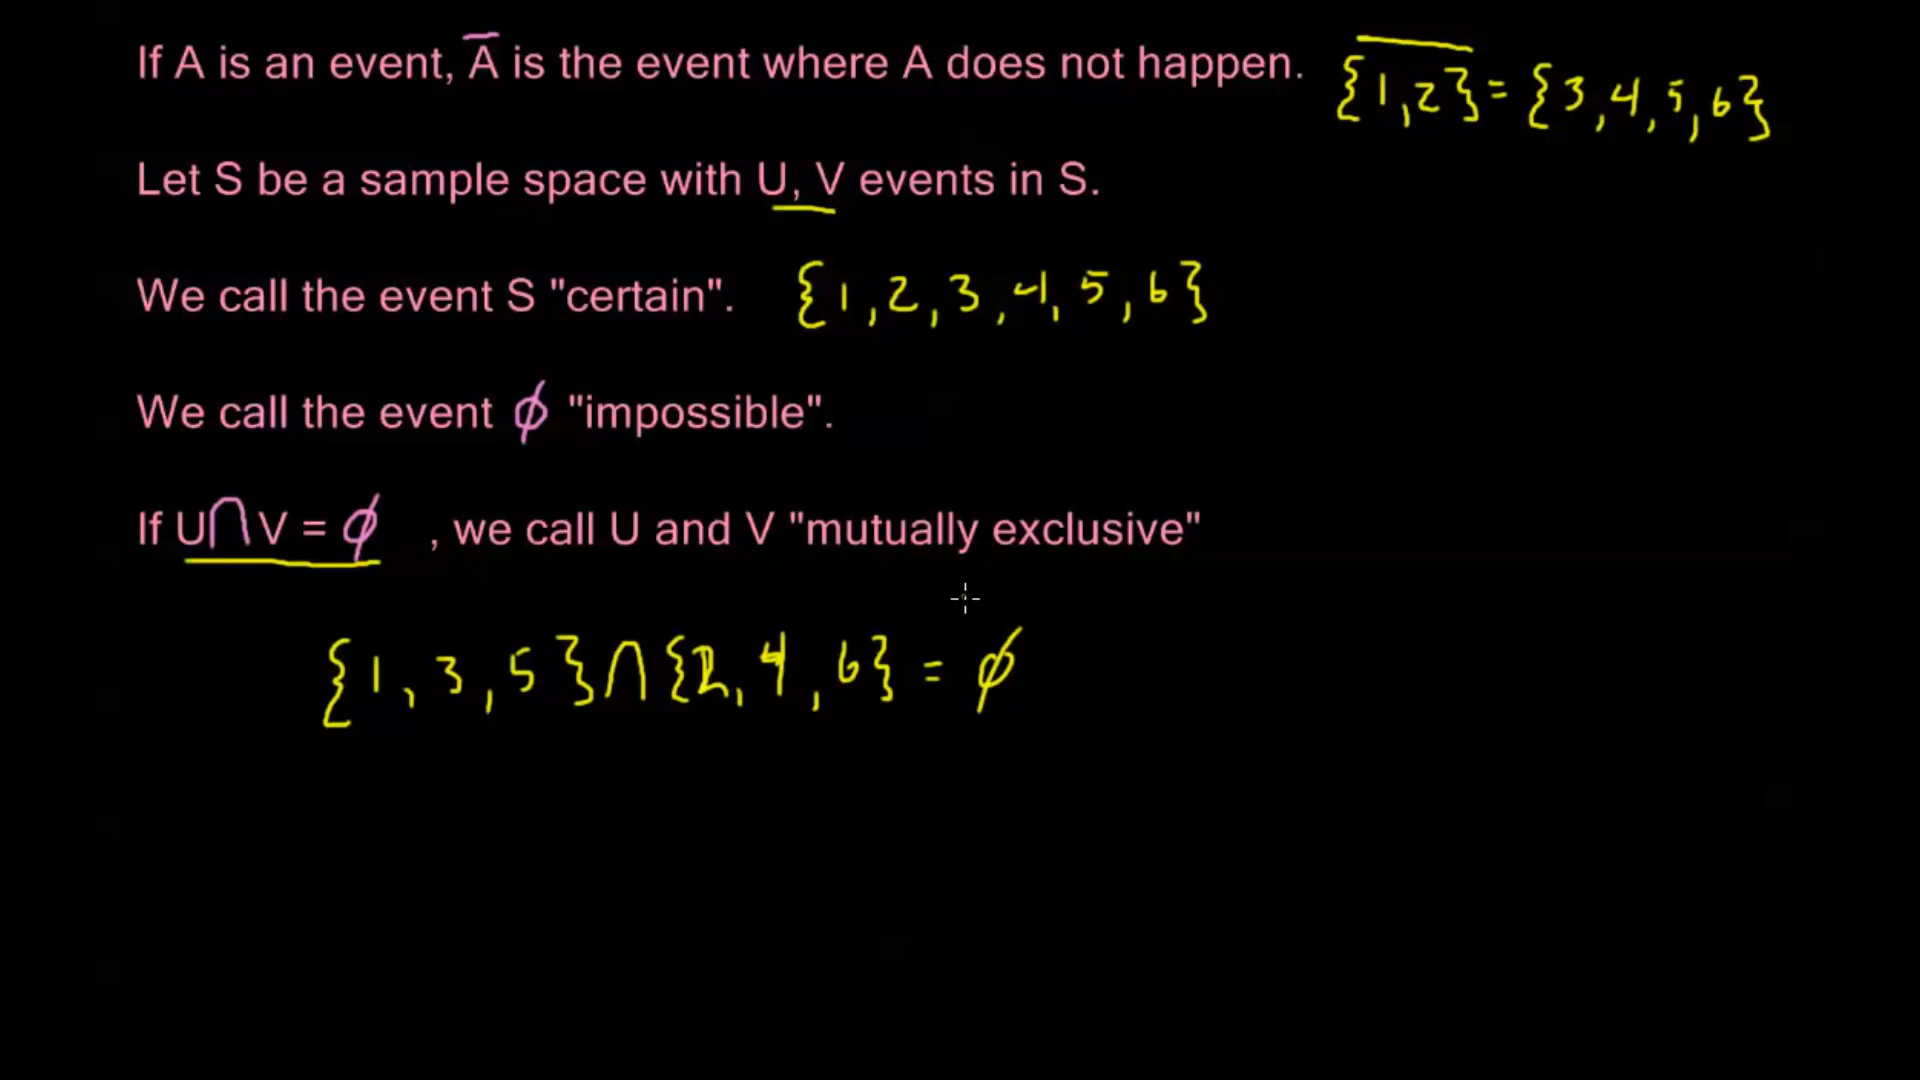 If A is an event, A̅ is the event where A does not happen. {1,2}̅ = {3,4,5,6}
Let S be a sample space with U, V events in S.
We call the event S "certain". {1,2,3,4,5,6}
We call the event ϕ "impossible".
If U∩V = ϕ , we call U and V "mutually exclusive"
{1,3,5}∩{2,4,6} = ϕ